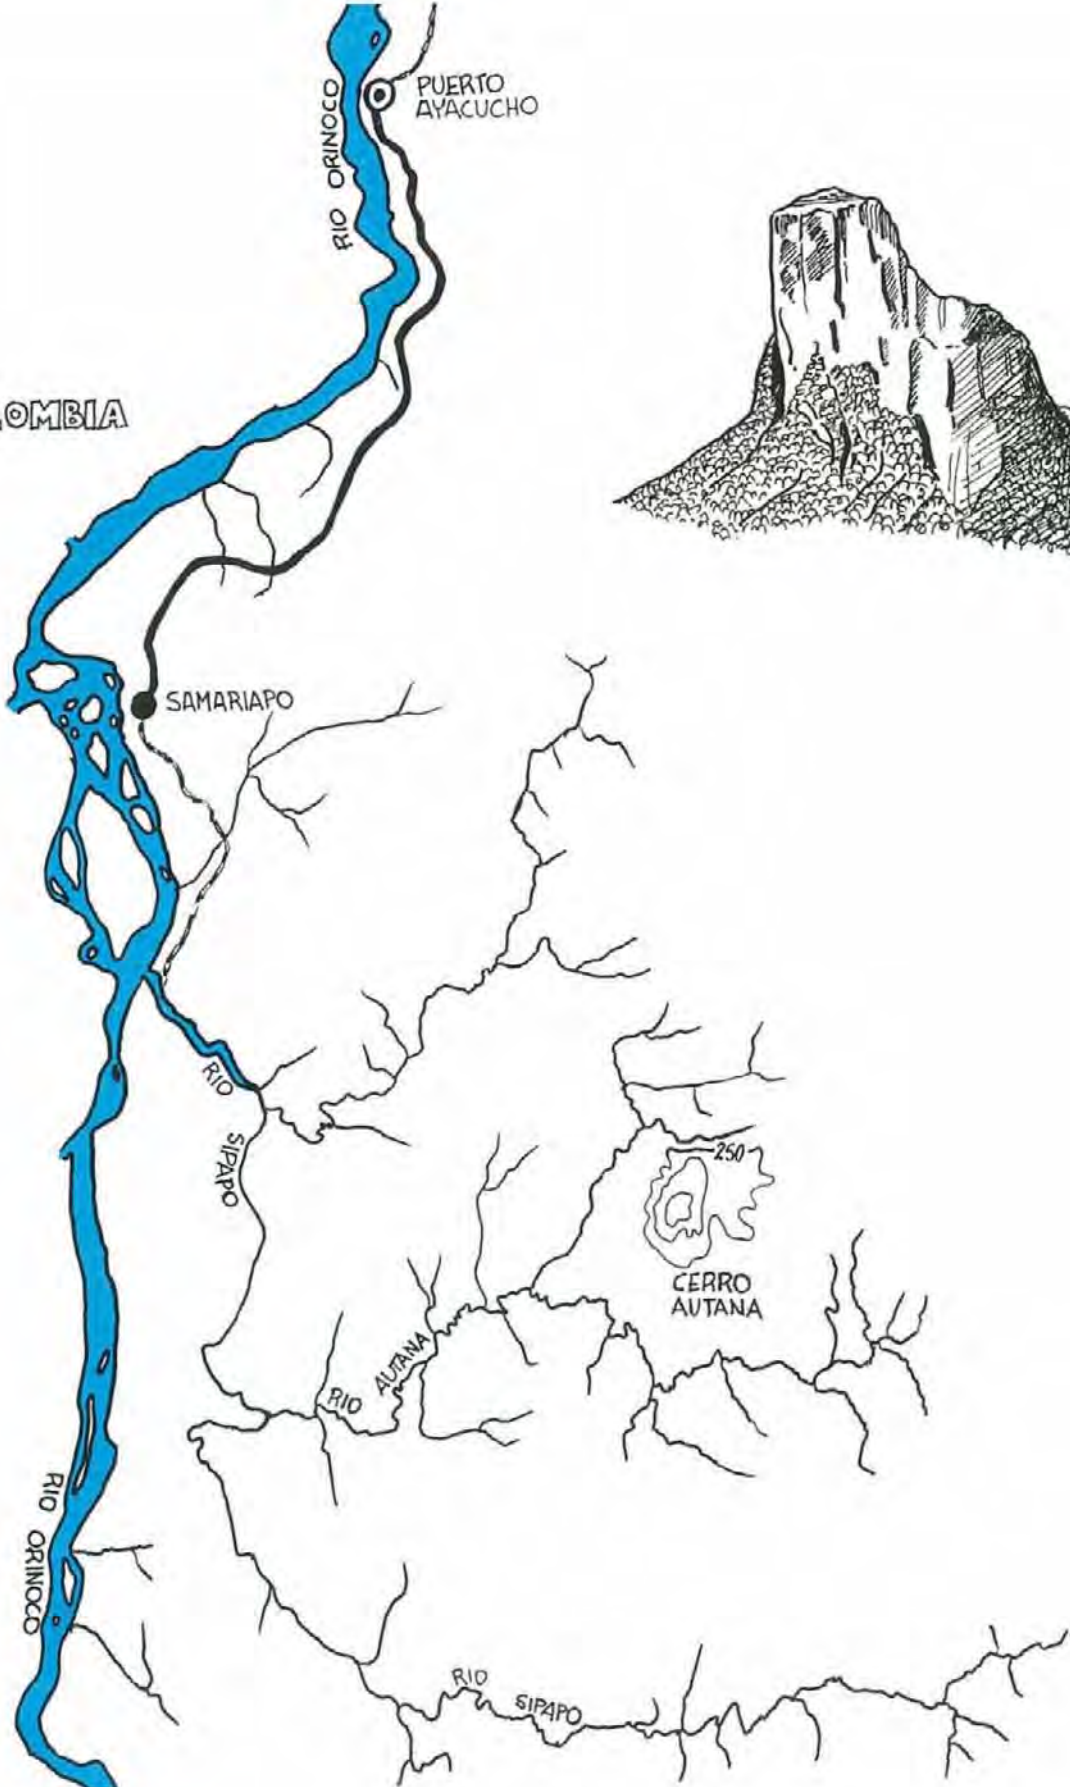 PUERTO
AYACUCHO
RIO ORINOCO
OMBIA
SAMARIAPO
RIO
SIPAPO
250
CERRO
AUTANA
RIO AUTANA
RIO ORINOCO
RIO SIPAPO